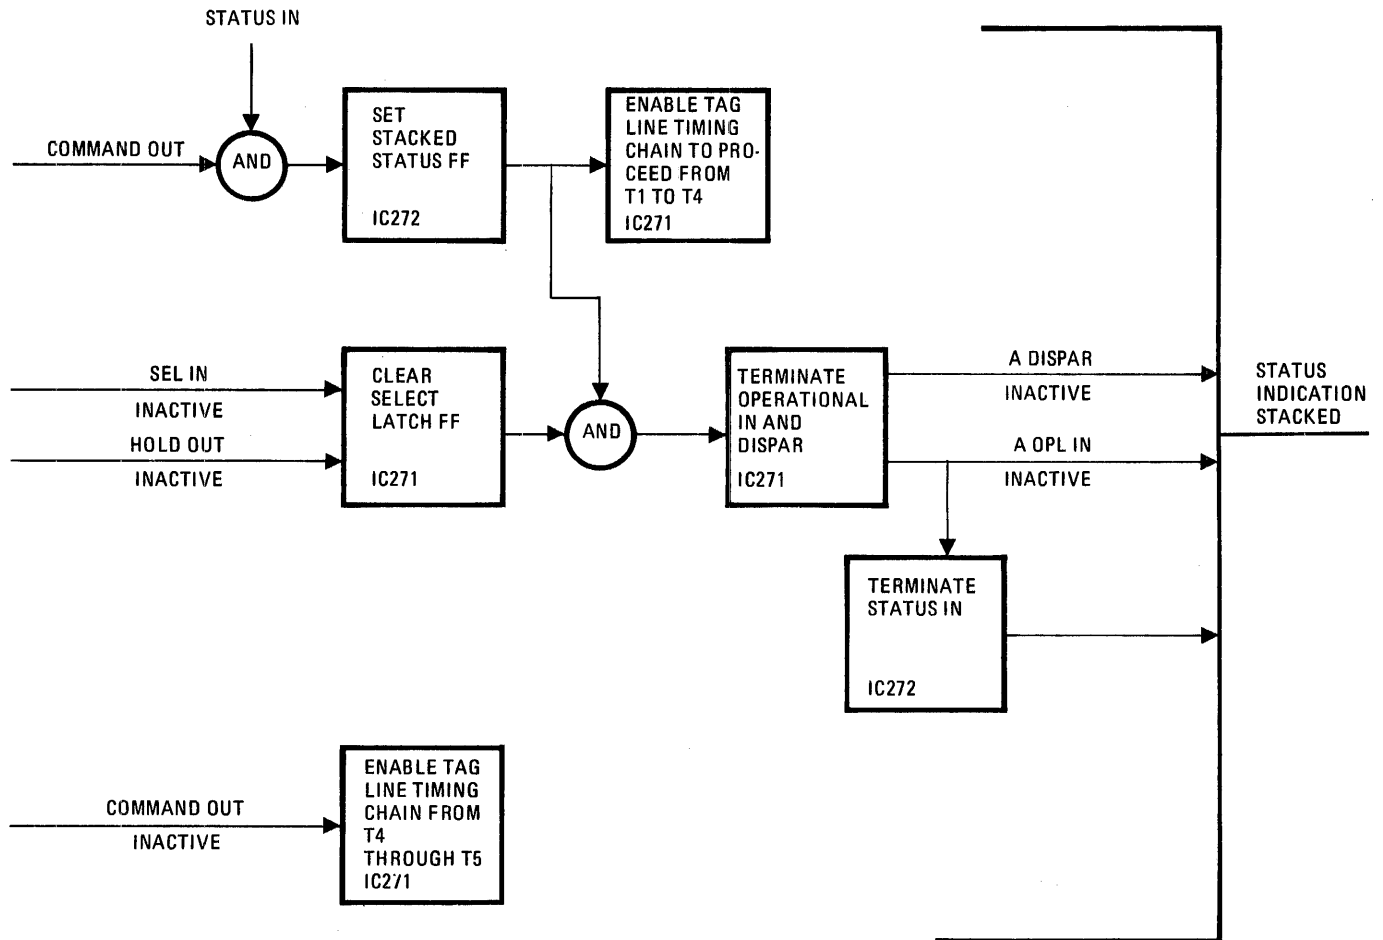 STATUS IN
COMMAND OUT
AND
SET
STACKED
STATUS FF
IC272
ENABLE TAG
LINE TIMING
CHAIN TO PRO-
CEED FROM
T1 TO T4
IC271
SEL IN
INACTIVE
HOLD OUT
INACTIVE
CLEAR
SELECT
LATCH FF
IC271
AND
TERMINATE
OPERATIONAL
IN AND
DISPAR
IC271
A DISPAR
INACTIVE
A OPL IN
INACTIVE
STATUS
INDICATION
STACKED
TERMINATE
STATUS IN
IC272
COMMAND OUT
INACTIVE
ENABLE TAG
LINE TIMING
CHAIN FROM
T4
THROUGH T5
IC271